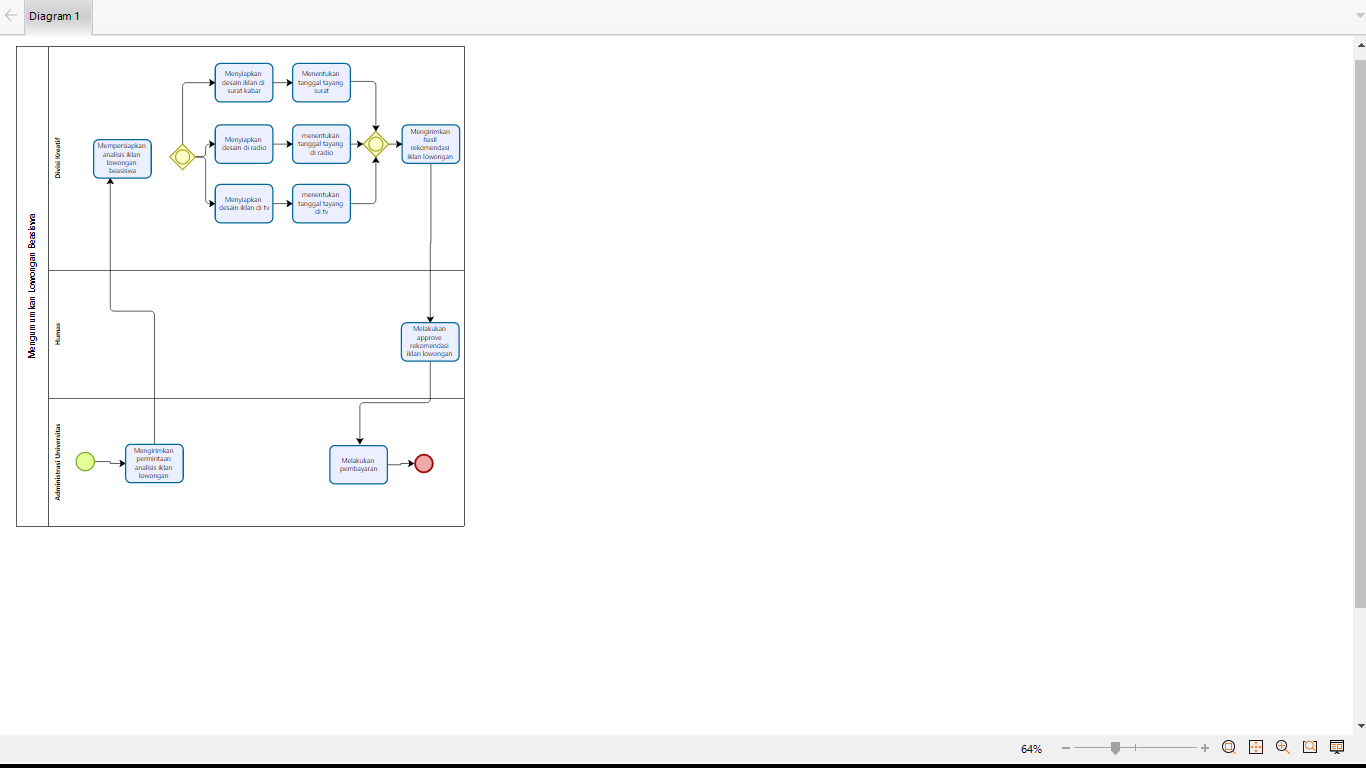 Diagram 1
Mengumumkan Lowongan Beasiswa
Divisi Kreatif
Mempersiapkan
analisis iklan
lowongan
beasiswa
Menyiapkan
desain iklan di
surat kabar
Menentukan
tanggal tayang
surat
Menyiapkan
desain di radio
menentukan
tanggal tayang
di radio
Menyiapkan
desain iklan di tv
menentukan
tanggal tayang
di tv
Mengirimkan
hasil
rekomendasi
iklan lowongan
Humas
Melakukan
approve
rekomendasi
iklan lowongan
Administrasi Universitas
Mengirimkan
permintaan
analisis iklan
lowongan
Melakukan
pembayaran
64%